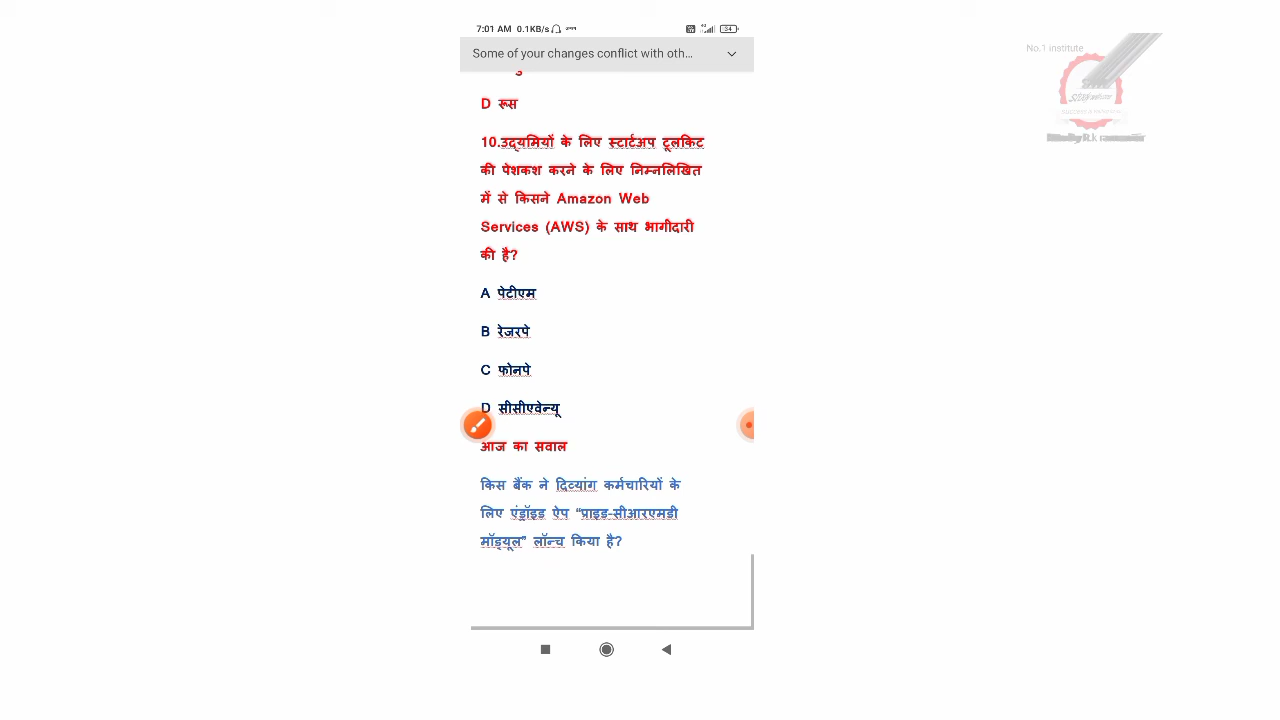 7:01 AM 0.1KB/s
34
Some of your changes conflict with oth...
No.1 institute
D रूस
10.उद्यमियों के लिए स्टार्टअप टूलकिट
की पेशकश करने के लिए निम्नलिखित
में से किसने Amazon Web
Services (AWS) के साथ भागीदारी
की है?
A पेटीएम
B रेजरपे
C फोनपे
D सीसीएवेन्यू
आज का सवाल
किस बैंक ने दिव्यांग कर्मचारियों के
लिए एंड्रॉइड ऐप “प्राइड-सीआरएमडी
मॉड्यूल” लॉन्च किया है?